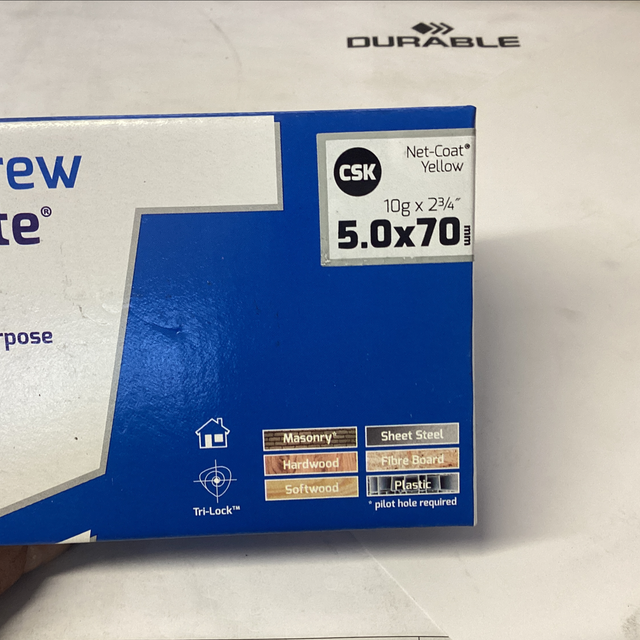 DURABLE
rew
te®
rpose
CSK
Net-Coat®
Yellow
10g x 2¾"
5.0x70mm
Masonry*
Sheet Steel
Hardwood
Fibre Board
Softwood
Plastic
Tri-Lock™
* pilot hole required